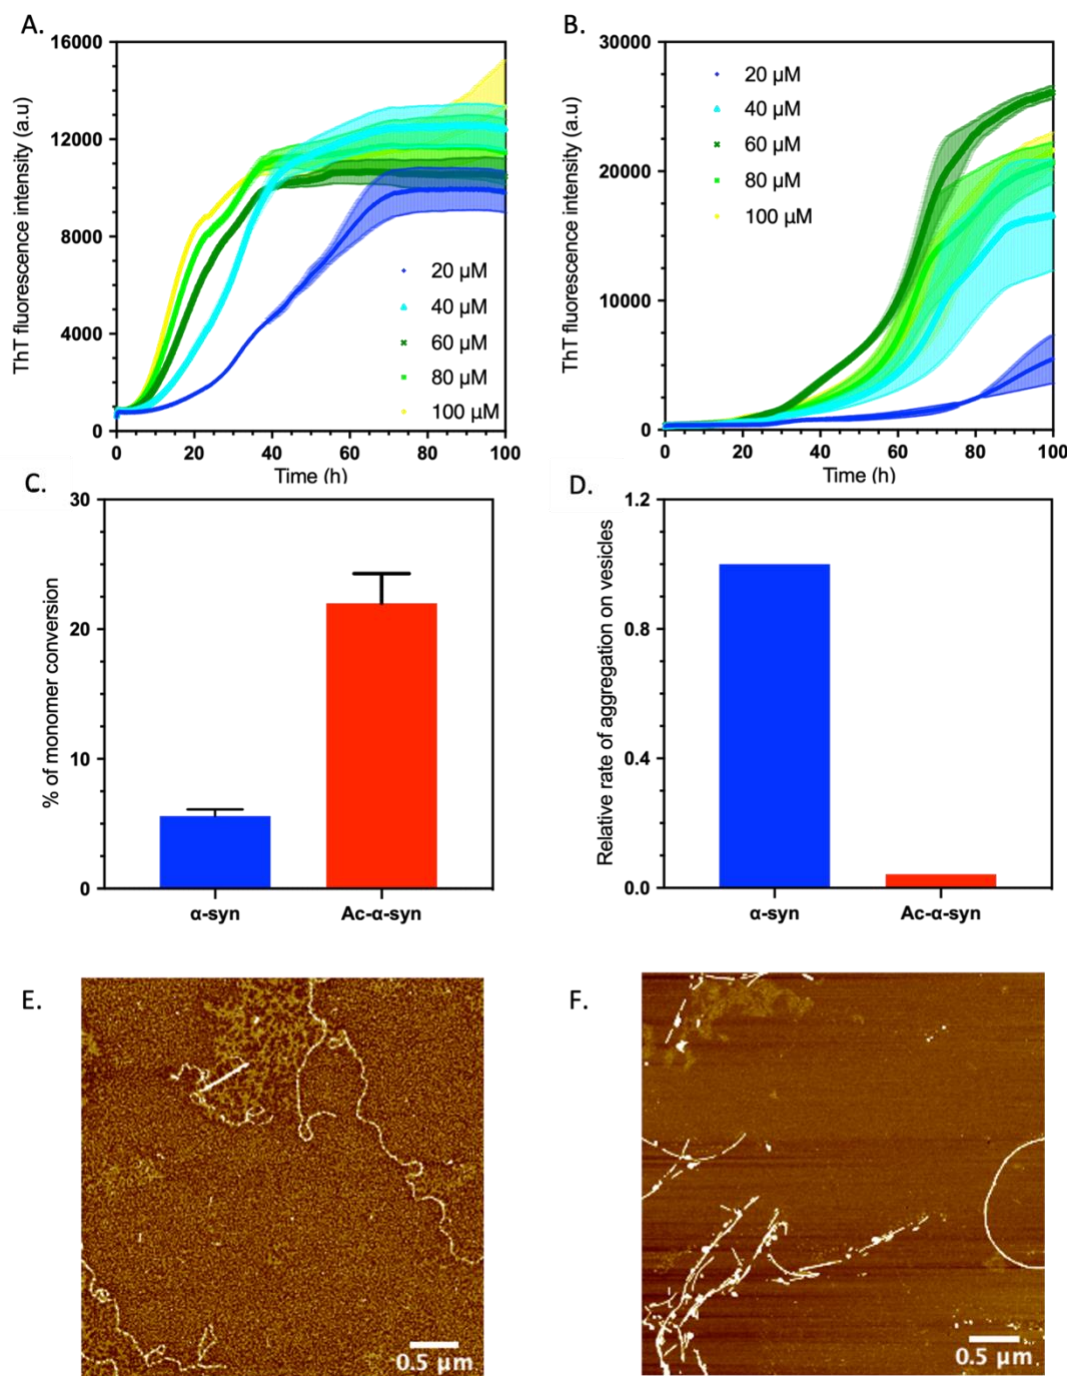 A.
ThT fluorescence intensity (a.u)
16000
12000
8000
4000
0
0 20 40 60 80 100
Time (h)
20 μM
40 μM
60 μM
80 μM
100 μM
B.
ThT fluorescence intensity (a.u)
30000
20000
10000
0
0 20 40 60 80 100
Time (h)
20 μM
40 μM
60 μM
80 μM
100 μM
C.
% of monomer conversion
30
20
10
0
α-syn Ac-α-syn
D.
Relative rate of aggregation on vesicles
1.2
0.8
0.4
0.0
α-syn Ac-α-syn
E.
0.5 μm
F.
0.5 μm